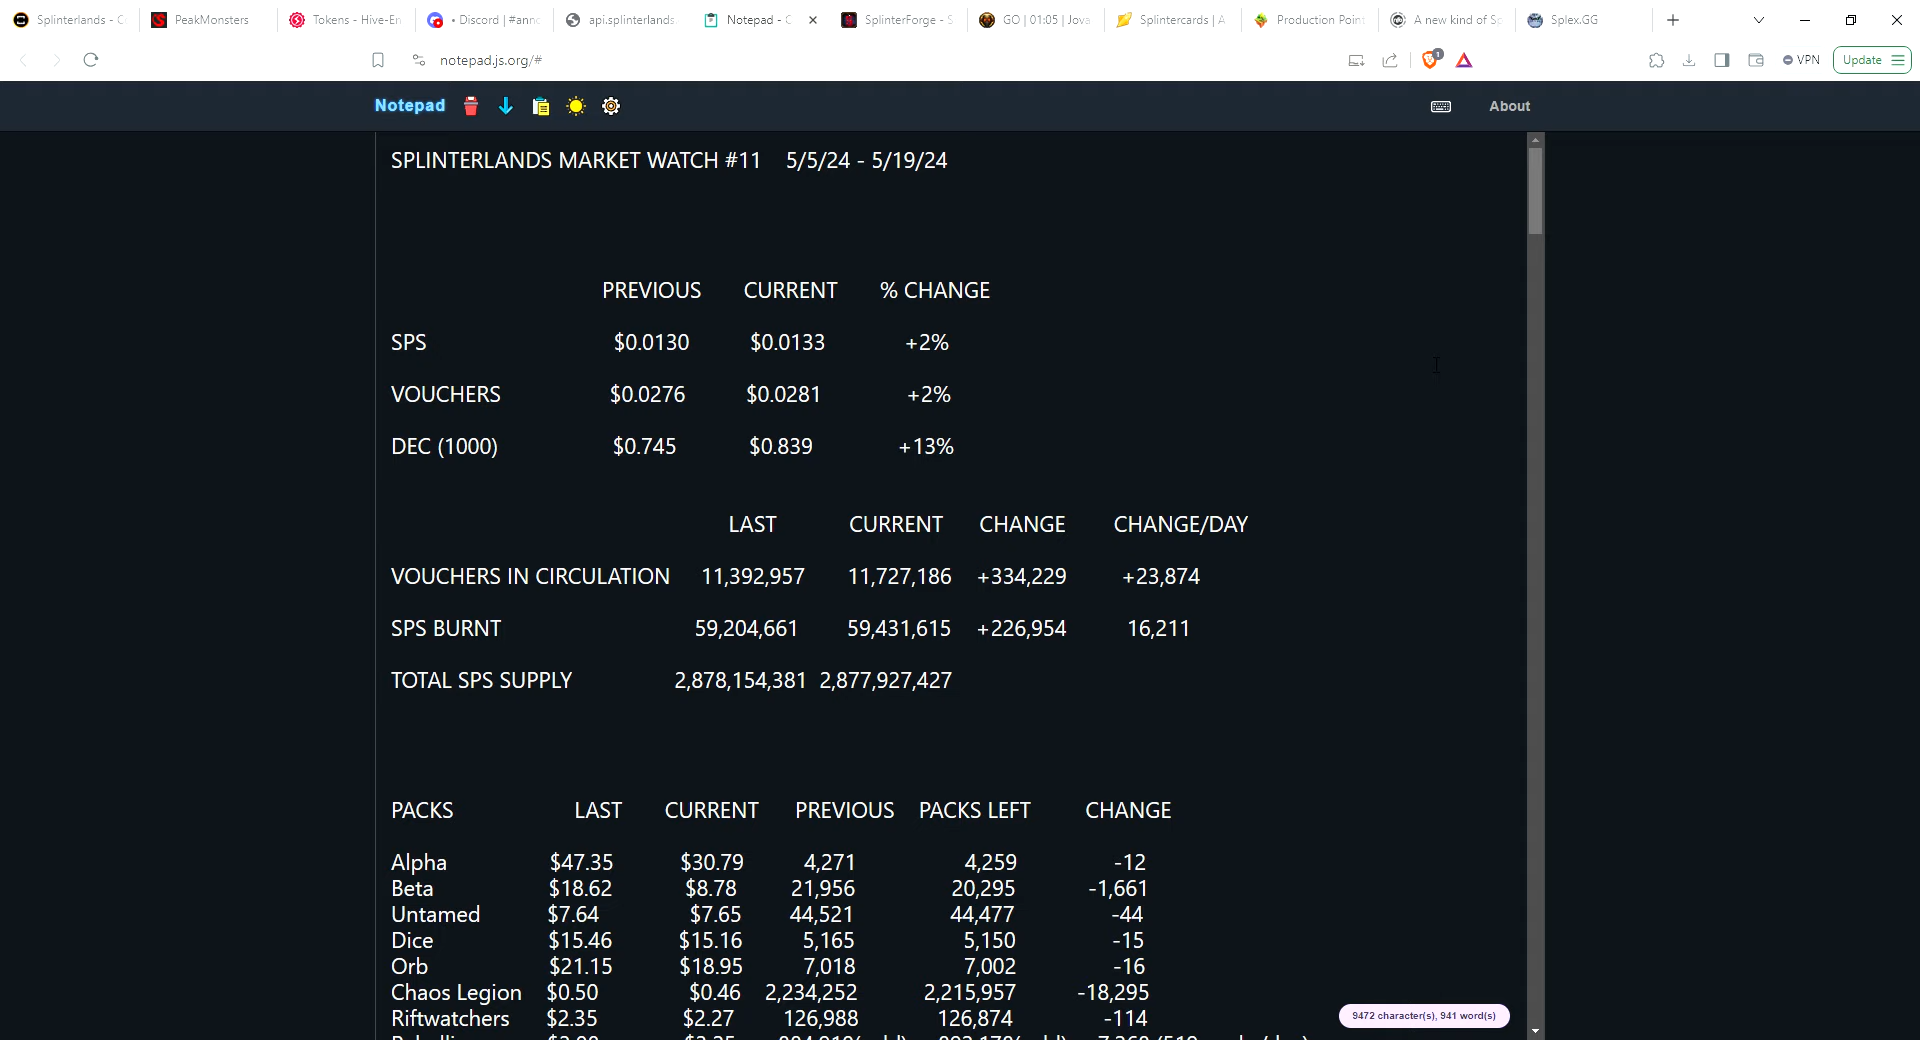 Splinterlands - C
PeakMonsters
Tokens - Hive-En
• Discord | #anno
api.splinterlands.
Notepad - C
SplinterForge - S
GO | 01:05 | Jova
Splintercards | A
Production Poin
A new kind of Sp
Splex.GG
notepad.js.org/#
1
VPN
Update
Notepad
About
SPLINTERLANDS MARKET WATCH #11 5/5/24 - 5/19/24
PREVIOUS CURRENT % CHANGE
SPS $0.0130 $0.0133 +2%
VOUCHERS $0.0276 $0.0281 +2%
DEC (1000) $0.745 $0.839 +13%
LAST CURRENT CHANGE CHANGE/DAY
VOUCHERS IN CIRCULATION 11,392,957 11,727,186 +334,229 +23,874
SPS BURNT 59,204,661 59,431,615 +226,954 16,211
TOTAL SPS SUPPLY 2,878,154,381 2,877,927,427
PACKS LAST CURRENT PREVIOUS PACKS LEFT CHANGE
Alpha $47.35 $30.79 4,271 4,259 -12
Beta $18.62 $8.78 21,956 20,295 -1,661
Untamed $7.64 $7.65 44,521 44,477 -44
Dice $15.46 $15.16 5,165 5,150 -15
Orb $21.15 $18.95 7,018 7,002 -16
Chaos Legion $0.50 $0.46 2,234,252 2,215,957 -18,295
Riftwatchers $2.35 $2.27 126,988 126,874 -114
9472 character(s), 941 word(s)